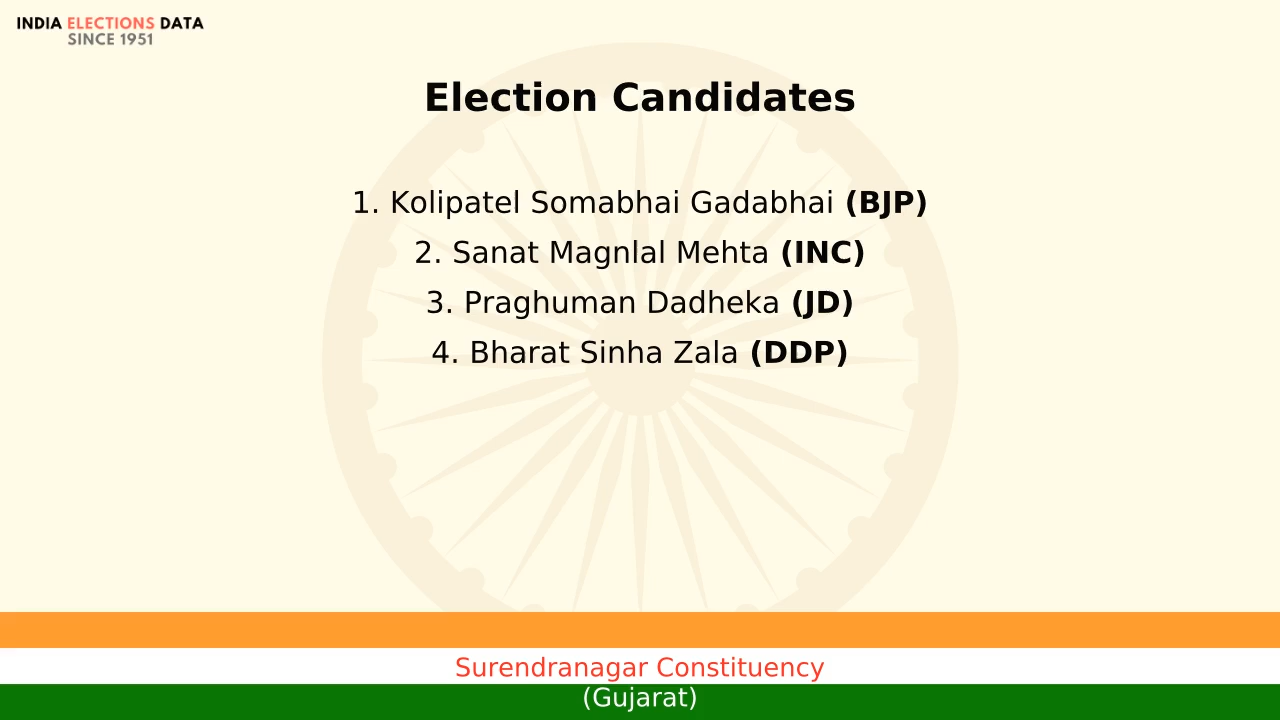 INDIA ELECTIONS DATA
SINCE 1951
Election Candidates
1. Kolipatel Somabhai Gadabhai (BJP)
2. Sanat Magnlal Mehta (INC)
3. Praghuman Dadheka (JD)
4. Bharat Sinha Zala (DDP)
Surendranagar Constituency
(Gujarat)